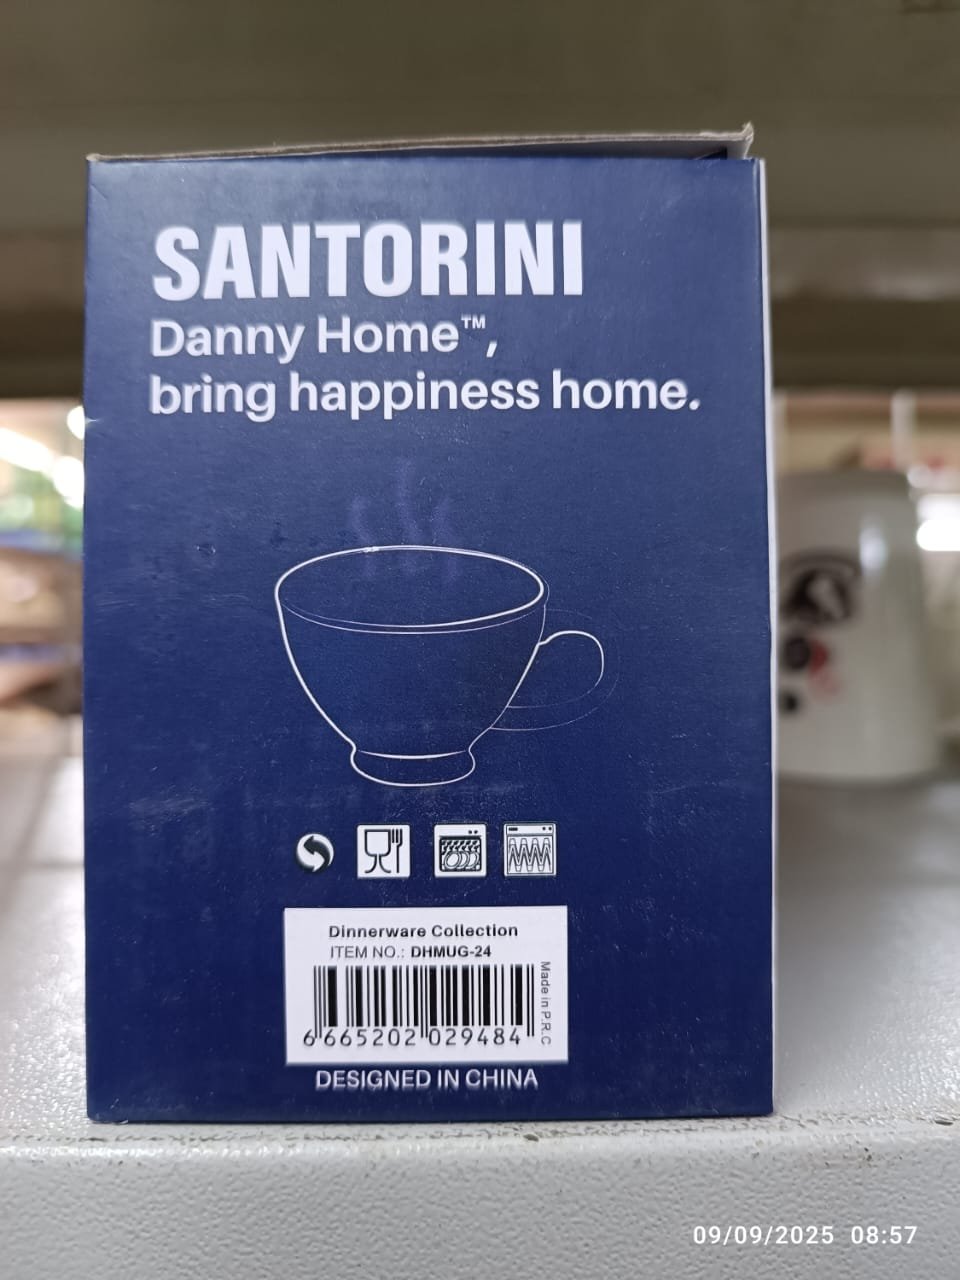 SANTORINI
Danny Home™,
bring happiness home.
Dinnerware Collection
ITEM NO.: DHMUG-24
Made in P.R.C
6 665202 029484
DESIGNED IN CHINA
09/09/2025 08:57